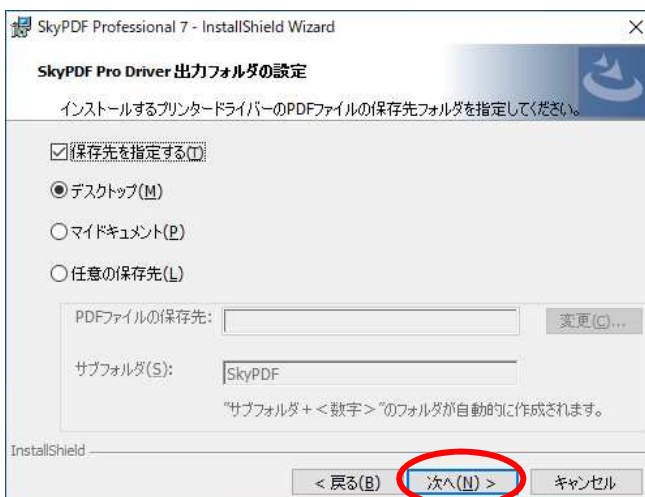 SkyPDF Professional 7 - InstallShield Wizard
SkyPDF Pro Driver 出力フォルダの設定
インストールするプリンタードライバーのPDFファイルの保存先フォルダを指定してください。
保存先を指定する(T)
デスクトップ(M)
マイドキュメント(P)
任意の保存先(L)
PDFファイルの保存先:
変更(C)...
サブフォルダ(S):
SkyPDF
"サブフォルダ+<数字>"のフォルダが自動的に作成されます。
InstallShield
< 戻る(B)
次へ(N) >
キャンセル